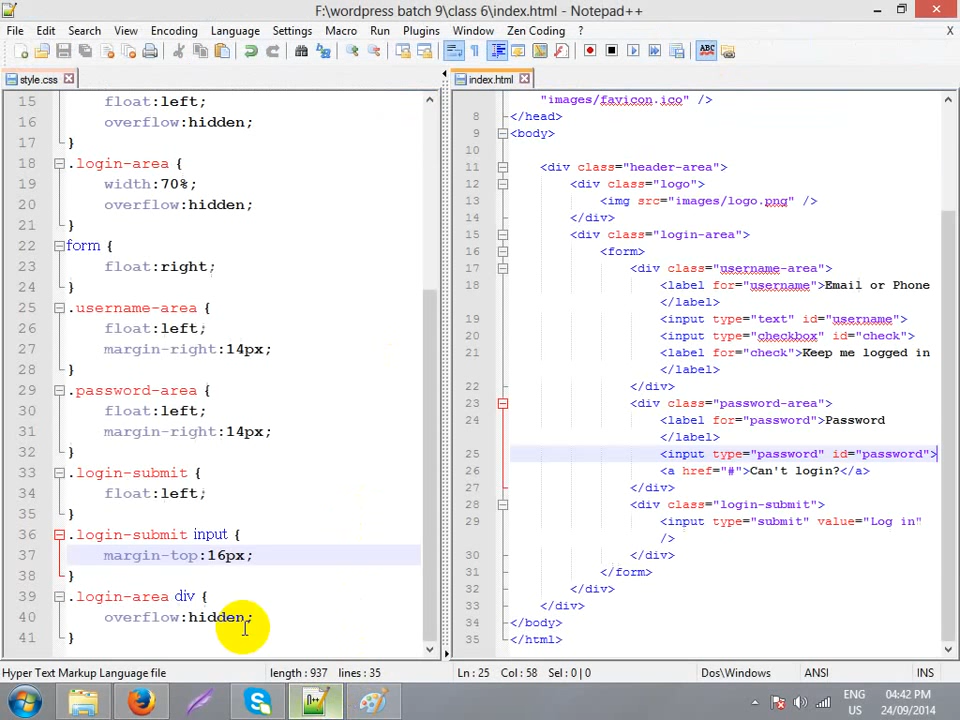 F:\wordpress batch 9\class 6\index.html - Notepad++
File Edit Search View Encoding Language Settings Macro Run Plugins Window Zen Coding ? X
ABC
style.css
index.html
15 float:left;
16 overflow:hidden;
17 }
18 .login-area {
19 width:70%;
20 overflow:hidden;
21 }
22 form {
23 float:right;
24 }
25 .username-area {
26 float:left;
27 margin-right:14px;
28 }
29 .password-area {
30 float:left;
31 margin-right:14px;
32 }
33 .login-submit {
34 float:left;
35 }
36 .login-submit input {
37 margin-top:16px;
38 }
39 .login-area div {
40 overflow:hidden;
41 }
"images/favicon.ico" />
8 </head>
9 <body>
10
11 <div class="header-area">
12 <div class="logo">
13 <img src="images/logo.png" />
14 </div>
15 <div class="login-area">
16 <form>
17 <div class="username-area">
18 <label for="username">Email or Phone
</label>
19 <input type="text" id="username">
20 <input type="checkbox" id="check">
21 <label for="check">Keep me logged in
</label>
22 </div>
23 <div class="password-area">
24 <label for="password">Password
</label>
25 <input type="password" id="password">
26 <a href="#">Can't login?</a>
27 </div>
28 <div class="login-submit">
29 <input type="submit" value="Log in"
/>
30 </div>
31 </form>
32 </div>
33 </div>
34 </body>
35 </html>
Hyper Text Markup Language file length : 937 lines : 35 Ln : 25 Col : 58 Sel : 0 | 0 Dos\Windows ANSI INS
ENG
US
04:42 PM
24/09/2014